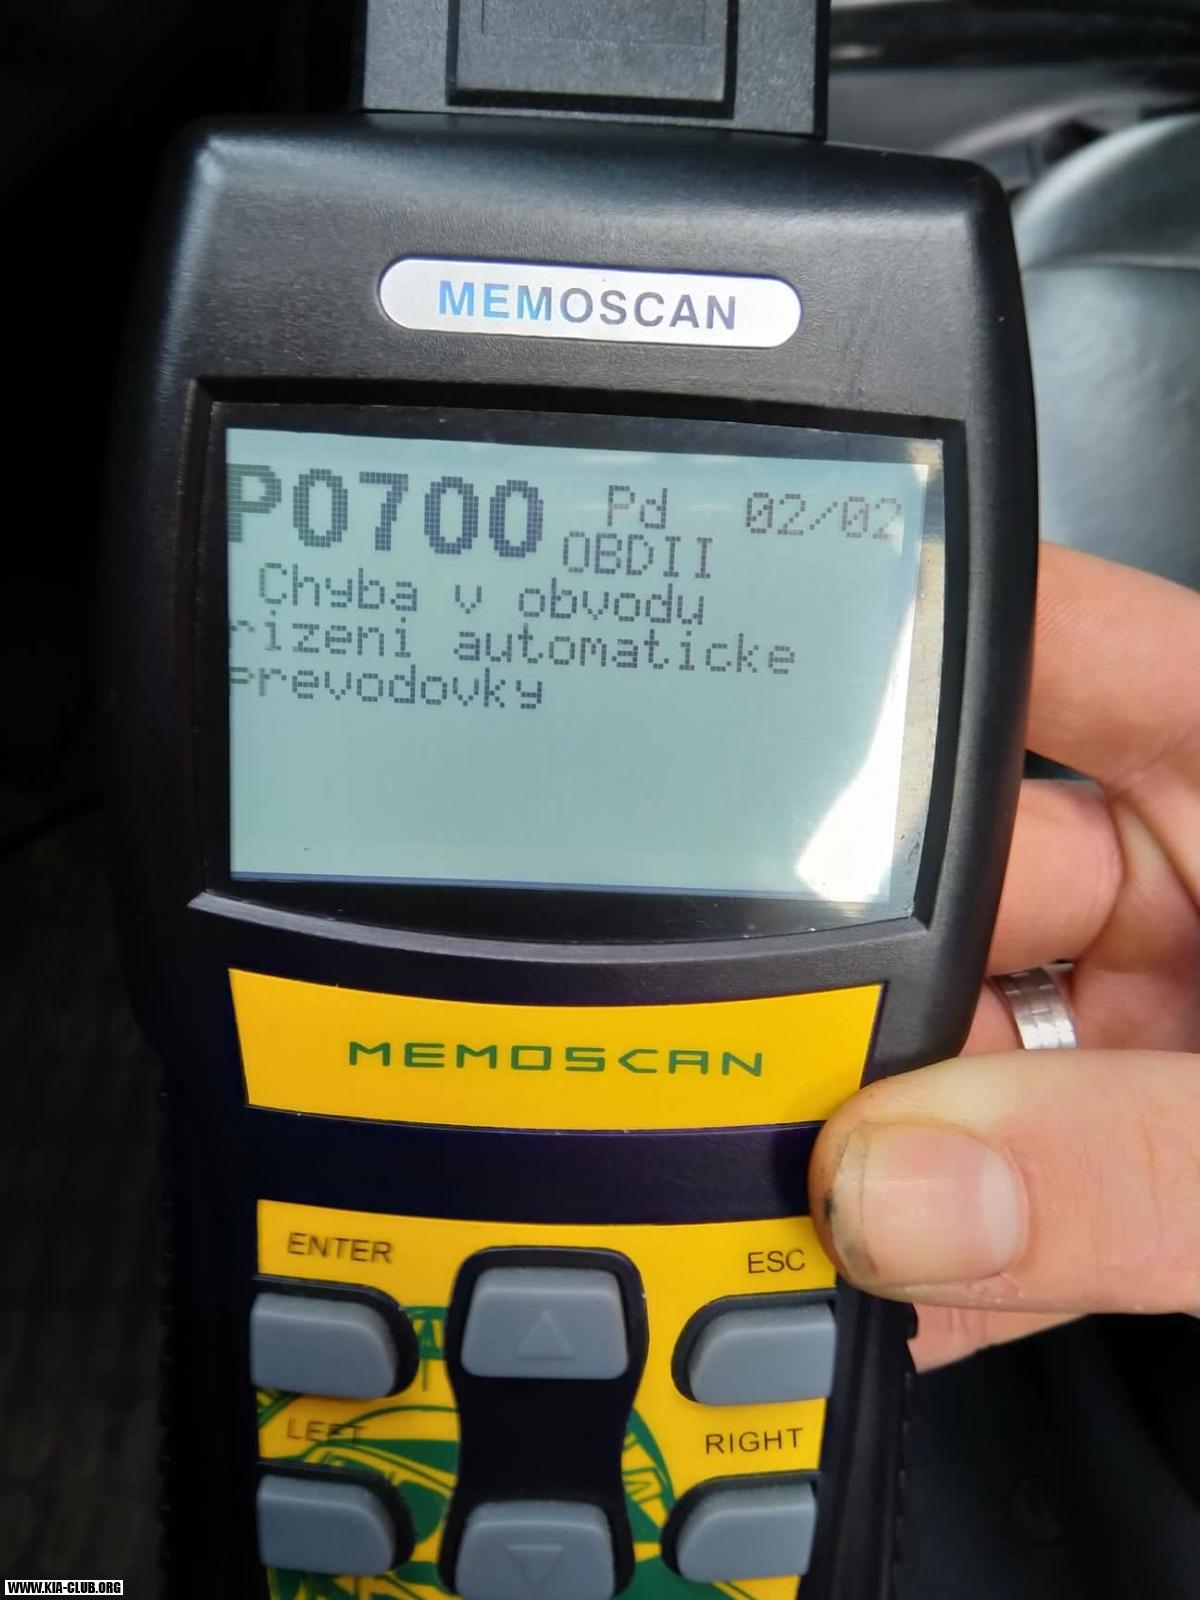 MEMOSCAN
P0700 Pd 02/02
OBDII
Chyba v obvodu
rizeni automaticke
prevodovky
MEMOSCAN
ENTER
ESC
LEFT
RIGHT
WWW.KIA-CLUB.ORG